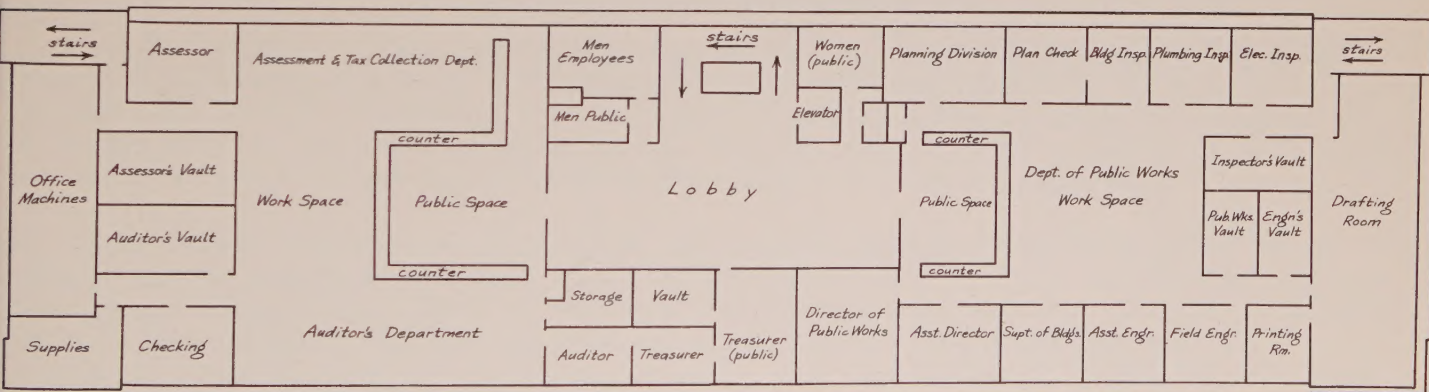 stairs
Assessor
Assessment & Tax Collection Dept.
Men
Employees
stairs
Women
(public)
Planning Division
Plan Check
Bldg Insp.
Plumbing Insp
Elec. Insp.
stairs
Men Public
Elevator
counter
counter
Office
Machines
Assessor's Vault
Auditor's Vault
Work Space
Public Space
Lobby
Public Space
Dept. of Public Works
Work Space
Inspector's Vault
Pub. Wks.
Vault
Engn's
Vault
Drafting
Room
counter
counter
Supplies
Checking
Auditor's Department
Storage
Vault
Auditor
Treasurer
Treasurer
(public)
Director of
Public Works
Asst. Director
Supt. of Bldgs.
Asst. Engr.
Field Engr.
Printing
Rm.